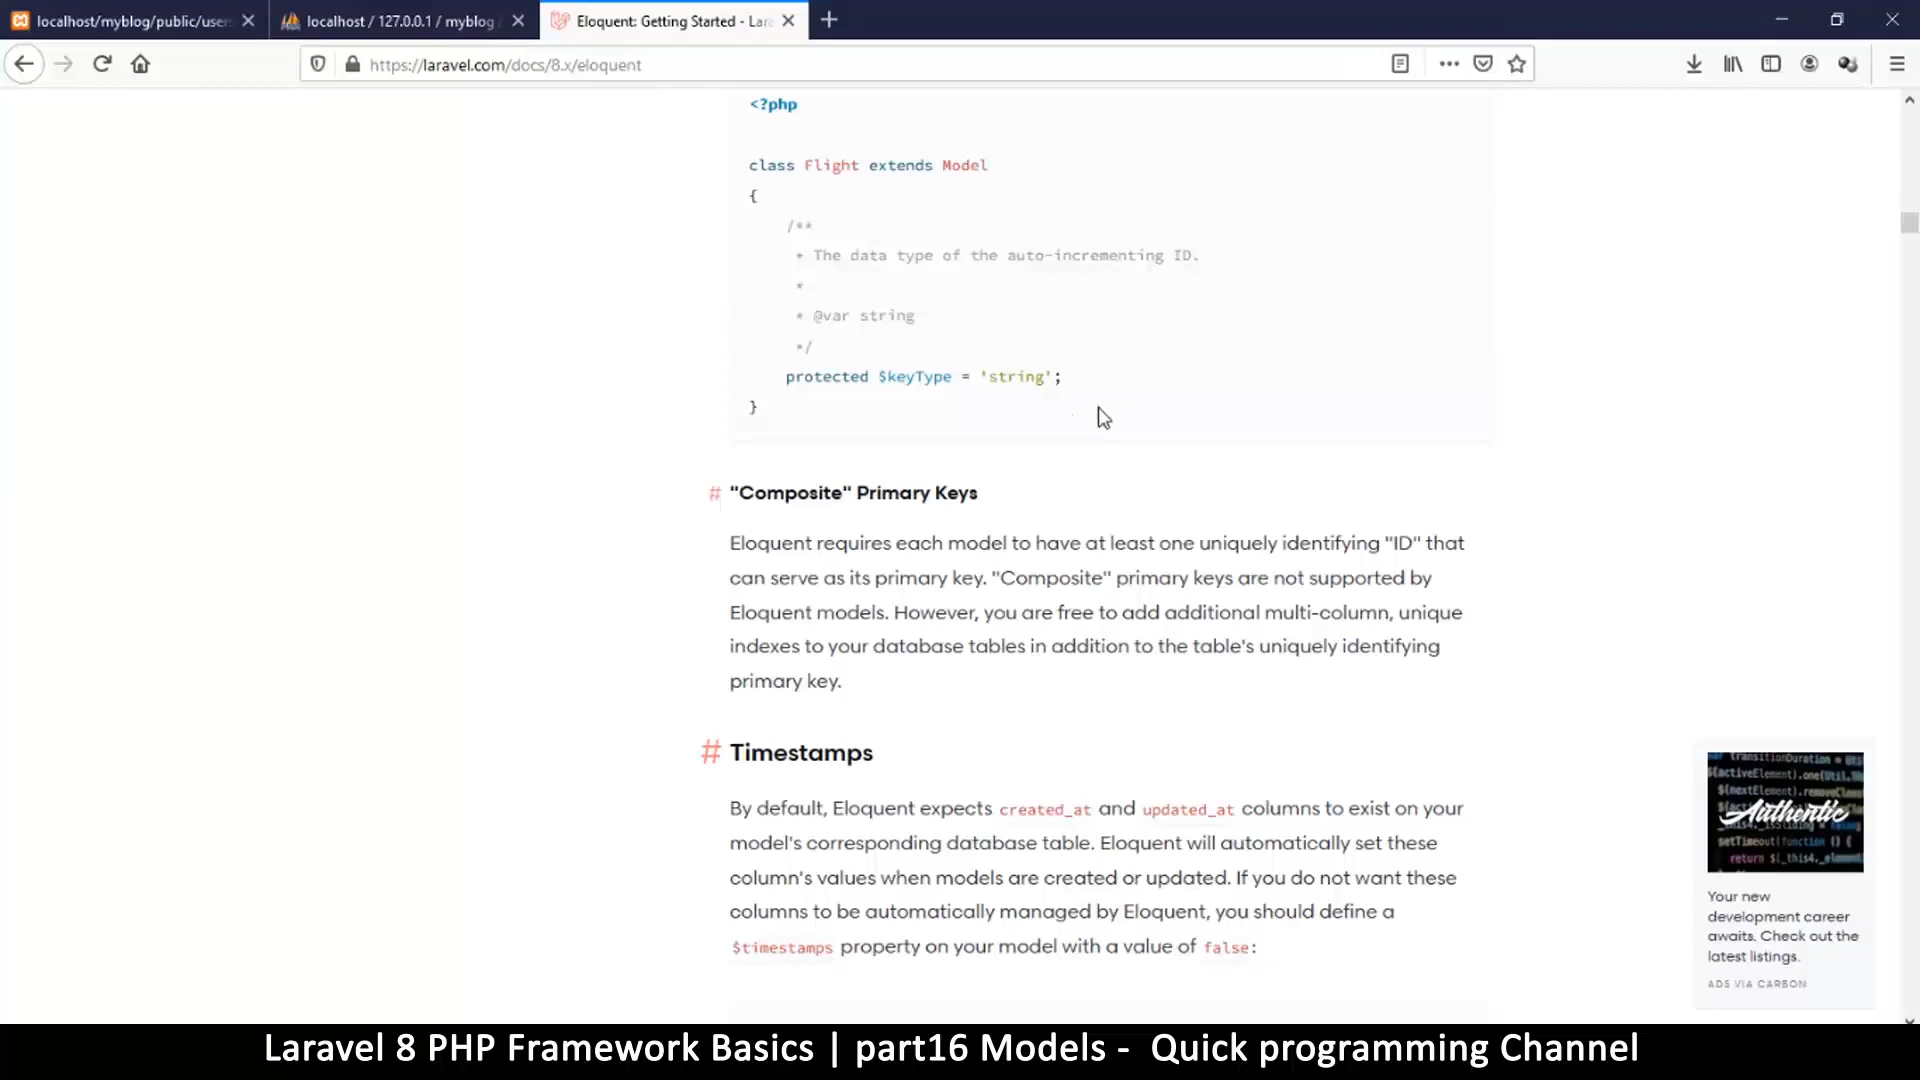 localhost/myblog/public/user
localhost / 127.0.0.1 / myblog
Eloquent: Getting Started - Lar
https://laravel.com/docs/8.x/eloquent
<?php
class Flight extends Model
{
/**
* The data type of the auto-incrementing ID.
*
* @var string
*/
protected $keyType = 'string';
}
# "Composite" Primary Keys
Eloquent requires each model to have at least one uniquely identifying "ID" that
can serve as its primary key. "Composite" primary keys are not supported by
Eloquent models. However, you are free to add additional multi-column, unique
indexes to your database tables in addition to the table's uniquely identifying
primary key.
# Timestamps
By default, Eloquent expects created_at and updated_at columns to exist on your
model's corresponding database table. Eloquent will automatically set these
column's values when models are created or updated. If you do not want these
columns to be automatically managed by Eloquent, you should define a
$timestamps property on your model with a value of false:
Authentic
Your new
development career
awaits. Check out the
latest listings.
ADS VIA CARBON
Laravel 8 PHP Framework Basics | part16 Models - Quick programming Channel